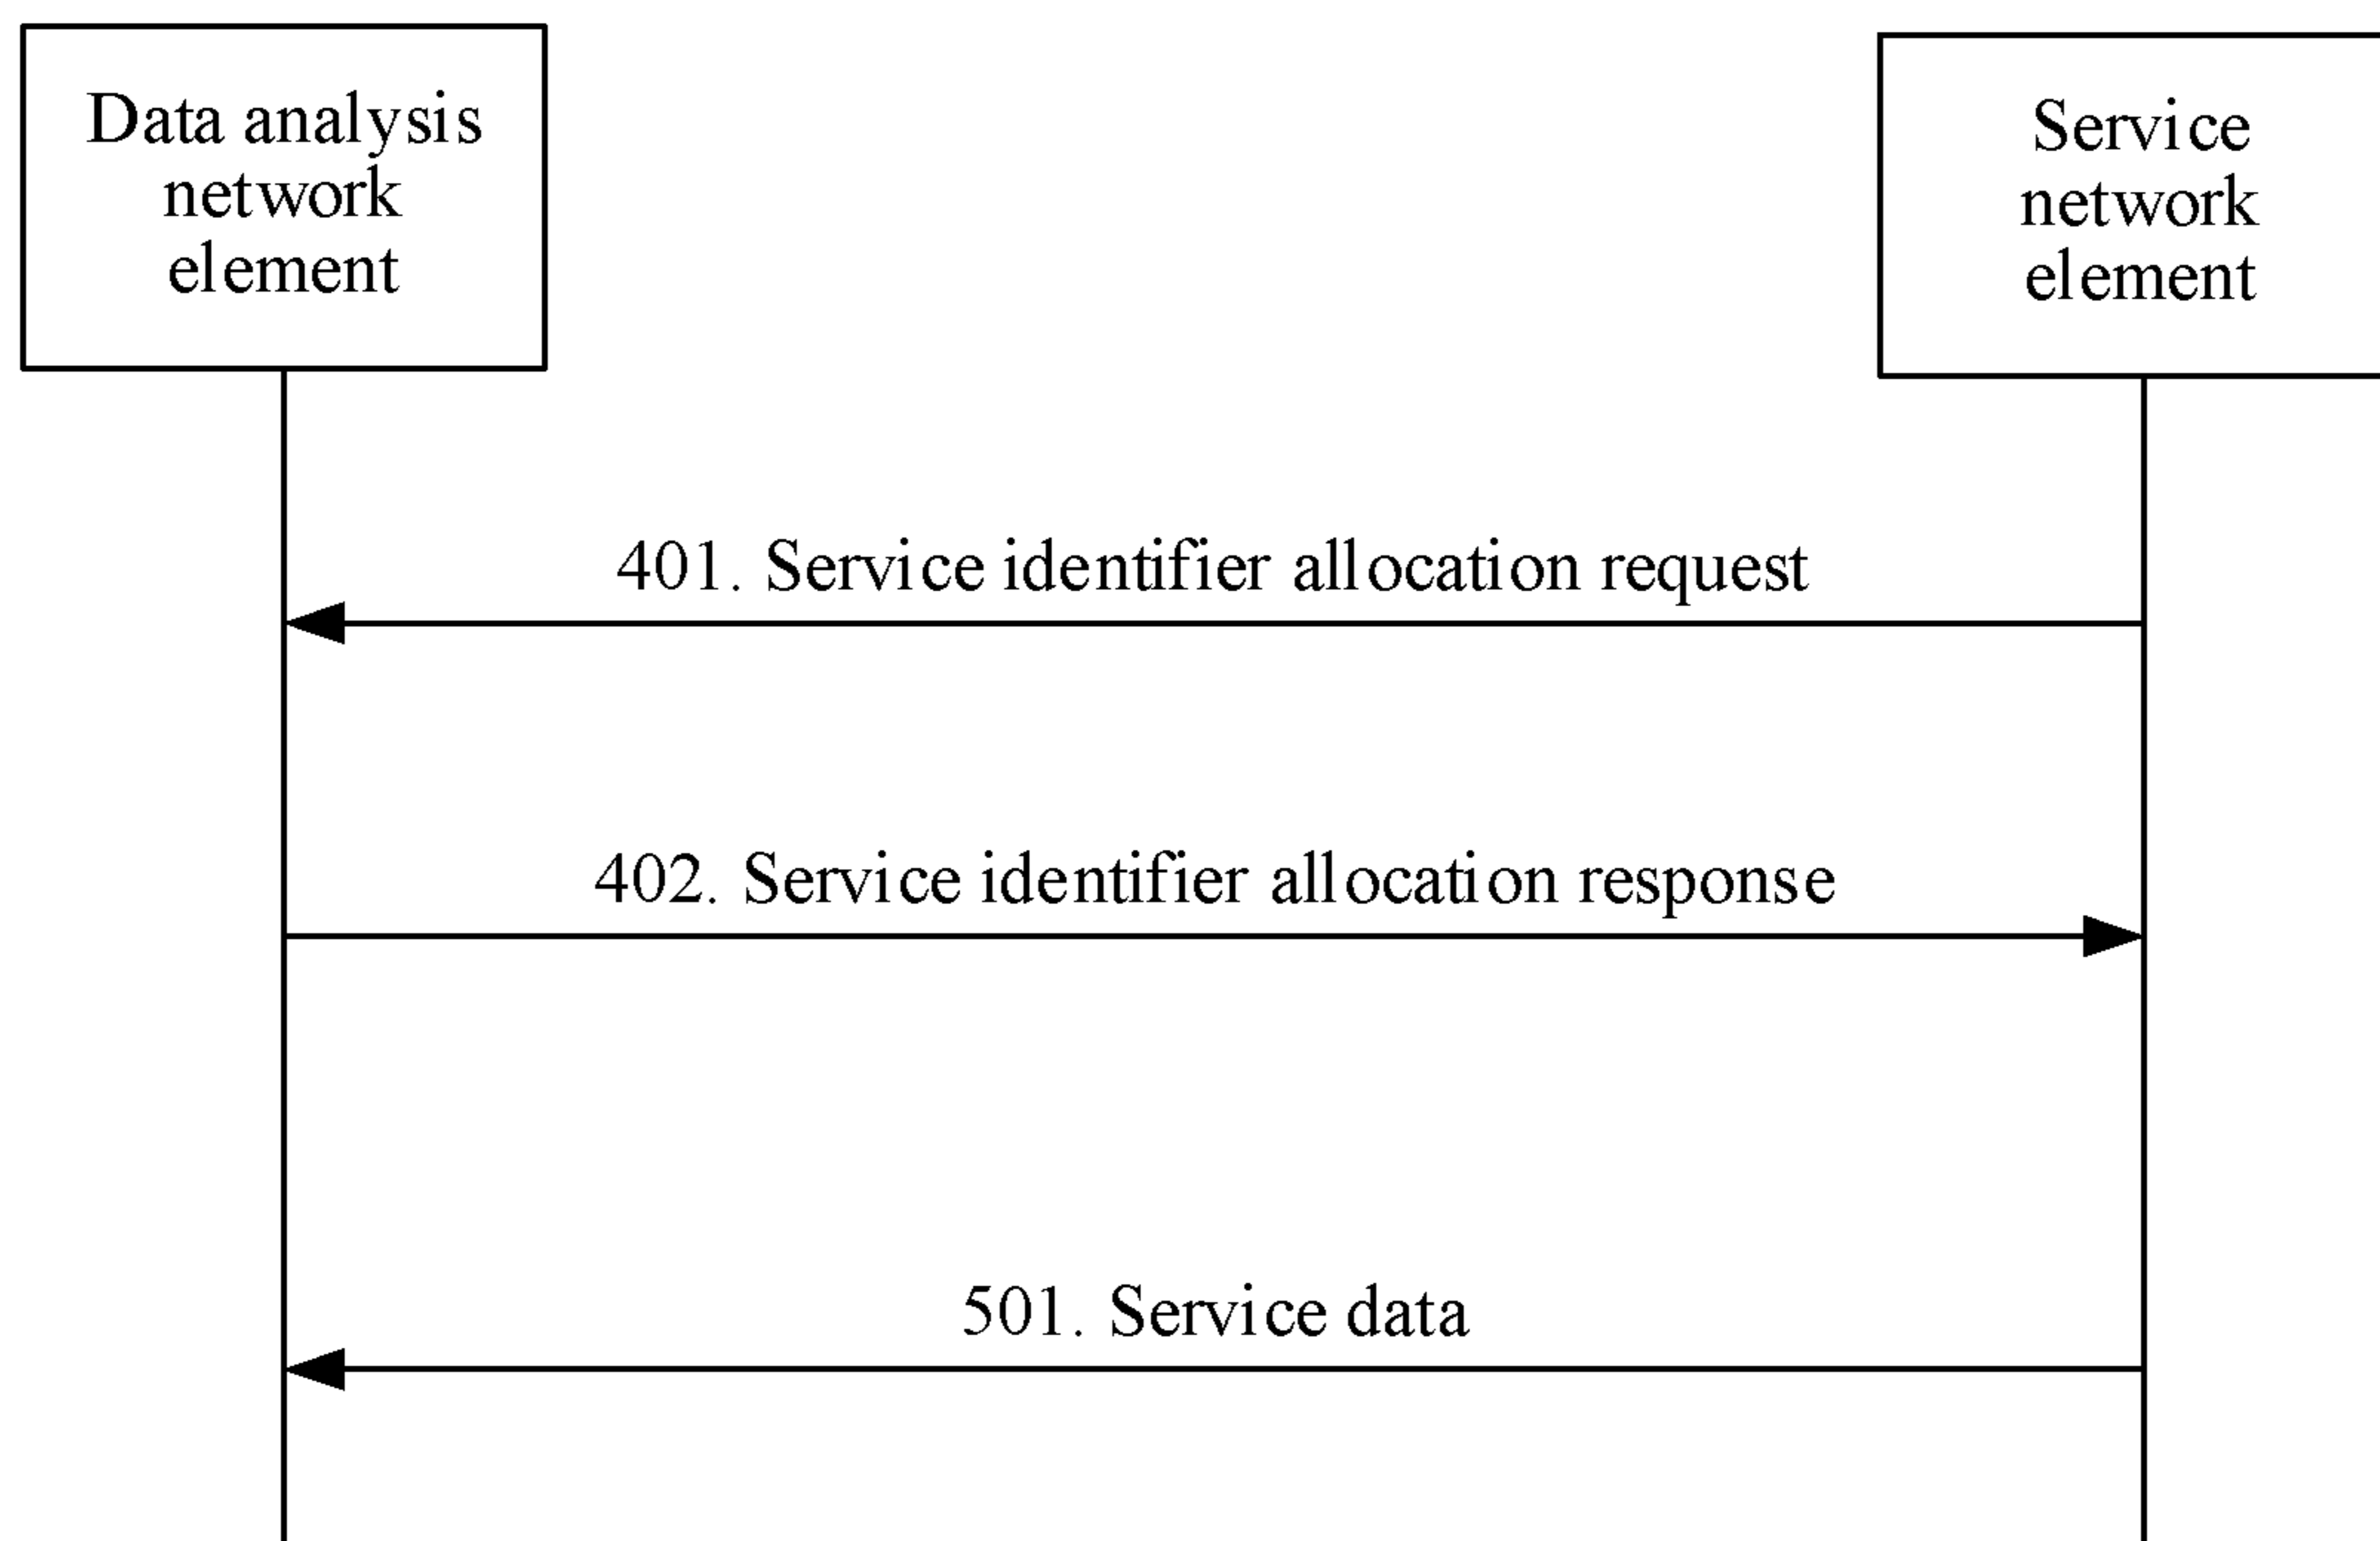 Data analysis
network
element
Service
network
element
401. Service identifier allocation request
402. Service identifier allocation response
501. Service data